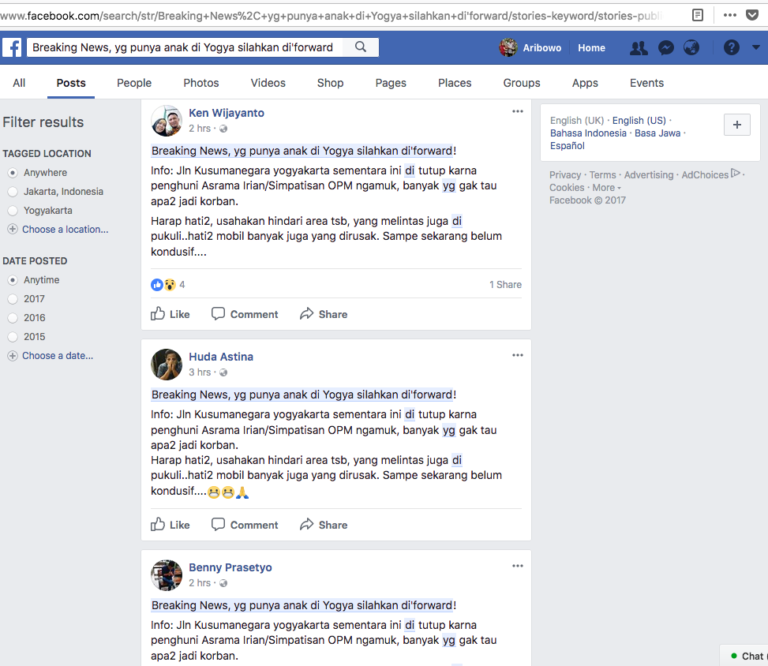 www.facebook.com/search/str/Breaking+News%2C+yg+punya+anak+di+Yogya+silahkan+di'forward/stories-keyword/stories-publi
Breaking News, yg punya anak di Yogya silahkan di'forward
Aribowo
Home
All Posts People Photos Videos Shop Pages Places Groups Apps Events
Filter results
TAGGED LOCATION
Anywhere
Jakarta, Indonesia
Yogyakarta
Choose a location...
DATE POSTED
Anytime
2017
2016
2015
Choose a date...
Ken Wijayanto
2 hrs ·
Breaking News, yg punya anak di Yogya silahkan di'forward!
Info: Jln Kusumanegara yogyakarta sementara ini di tutup karna
penghuni Asrama Irian/Simpatisan OPM ngamuk, banyak yg gak tau
apa2 jadi korban.
Harap hati2, usahakan hindari area tsb, yang melintas juga di
pukuli..hati2 mobil banyak juga yang dirusak. Sampe sekarang belum
kondusif....
4
1 Share
Like Comment Share
Huda Astina
3 hrs ·
Breaking News, yg punya anak di Yogya silahkan di'forward!
Info: Jln Kusumanegara yogyakarta sementara ini di tutup karna
penghuni Asrama Irian/Simpatisan OPM ngamuk, banyak yg gak tau
apa2 jadi korban.
Harap hati2, usahakan hindari area tsb, yang melintas juga di
pukuli..hati2 mobil banyak juga yang dirusak. Sampe sekarang belum
kondusif....😁😁🙏
Like Comment Share
Benny Prasetyo
2 hrs ·
Breaking News, yg punya anak di Yogya silahkan di'forward!
Info: Jln Kusumanegara yogyakarta sementara ini di tutup karna
penghuni Asrama Irian/Simpatisan OPM ngamuk, banyak yg gak tau
apa2 jadi korban.
English (UK) · English (US) ·
Bahasa Indonesia · Basa Jawa ·
Español
Privacy · Terms · Advertising · AdChoices ·
Cookies · More
Facebook © 2017
Chat (